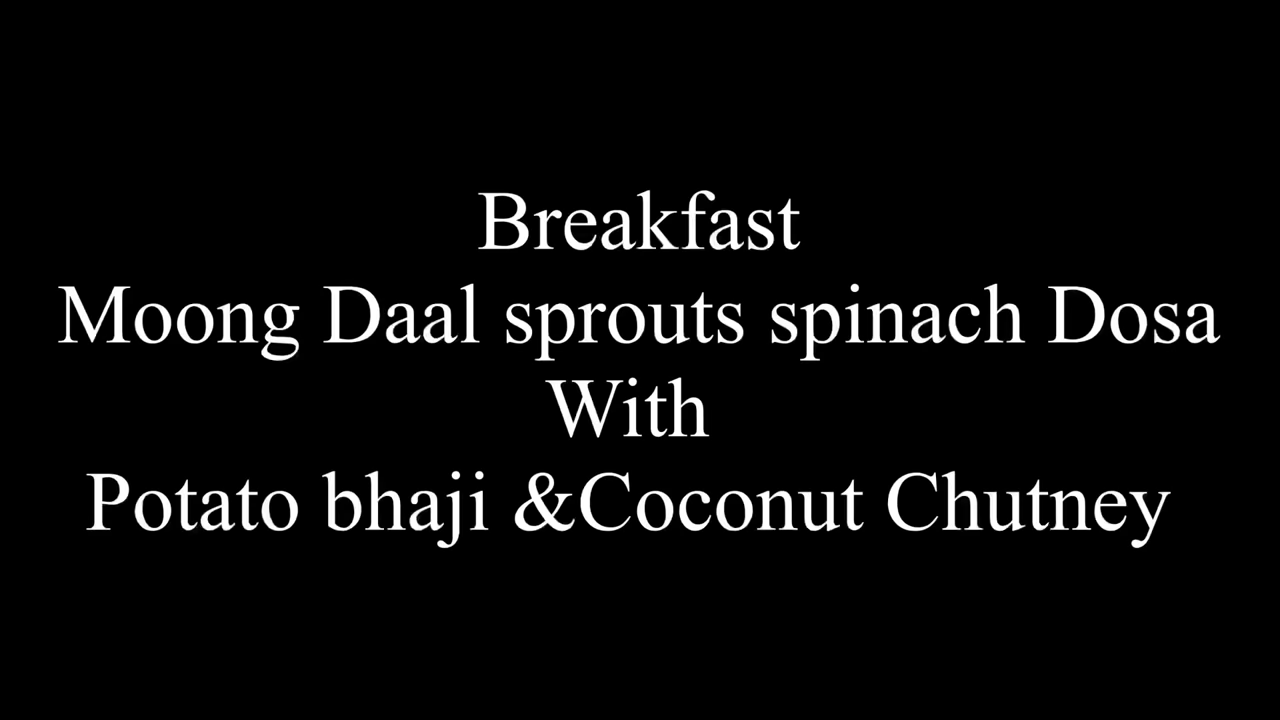 Breakfast
Moong Daal sprouts spinach Dosa
With
Potato bhaji &Coconut Chutney